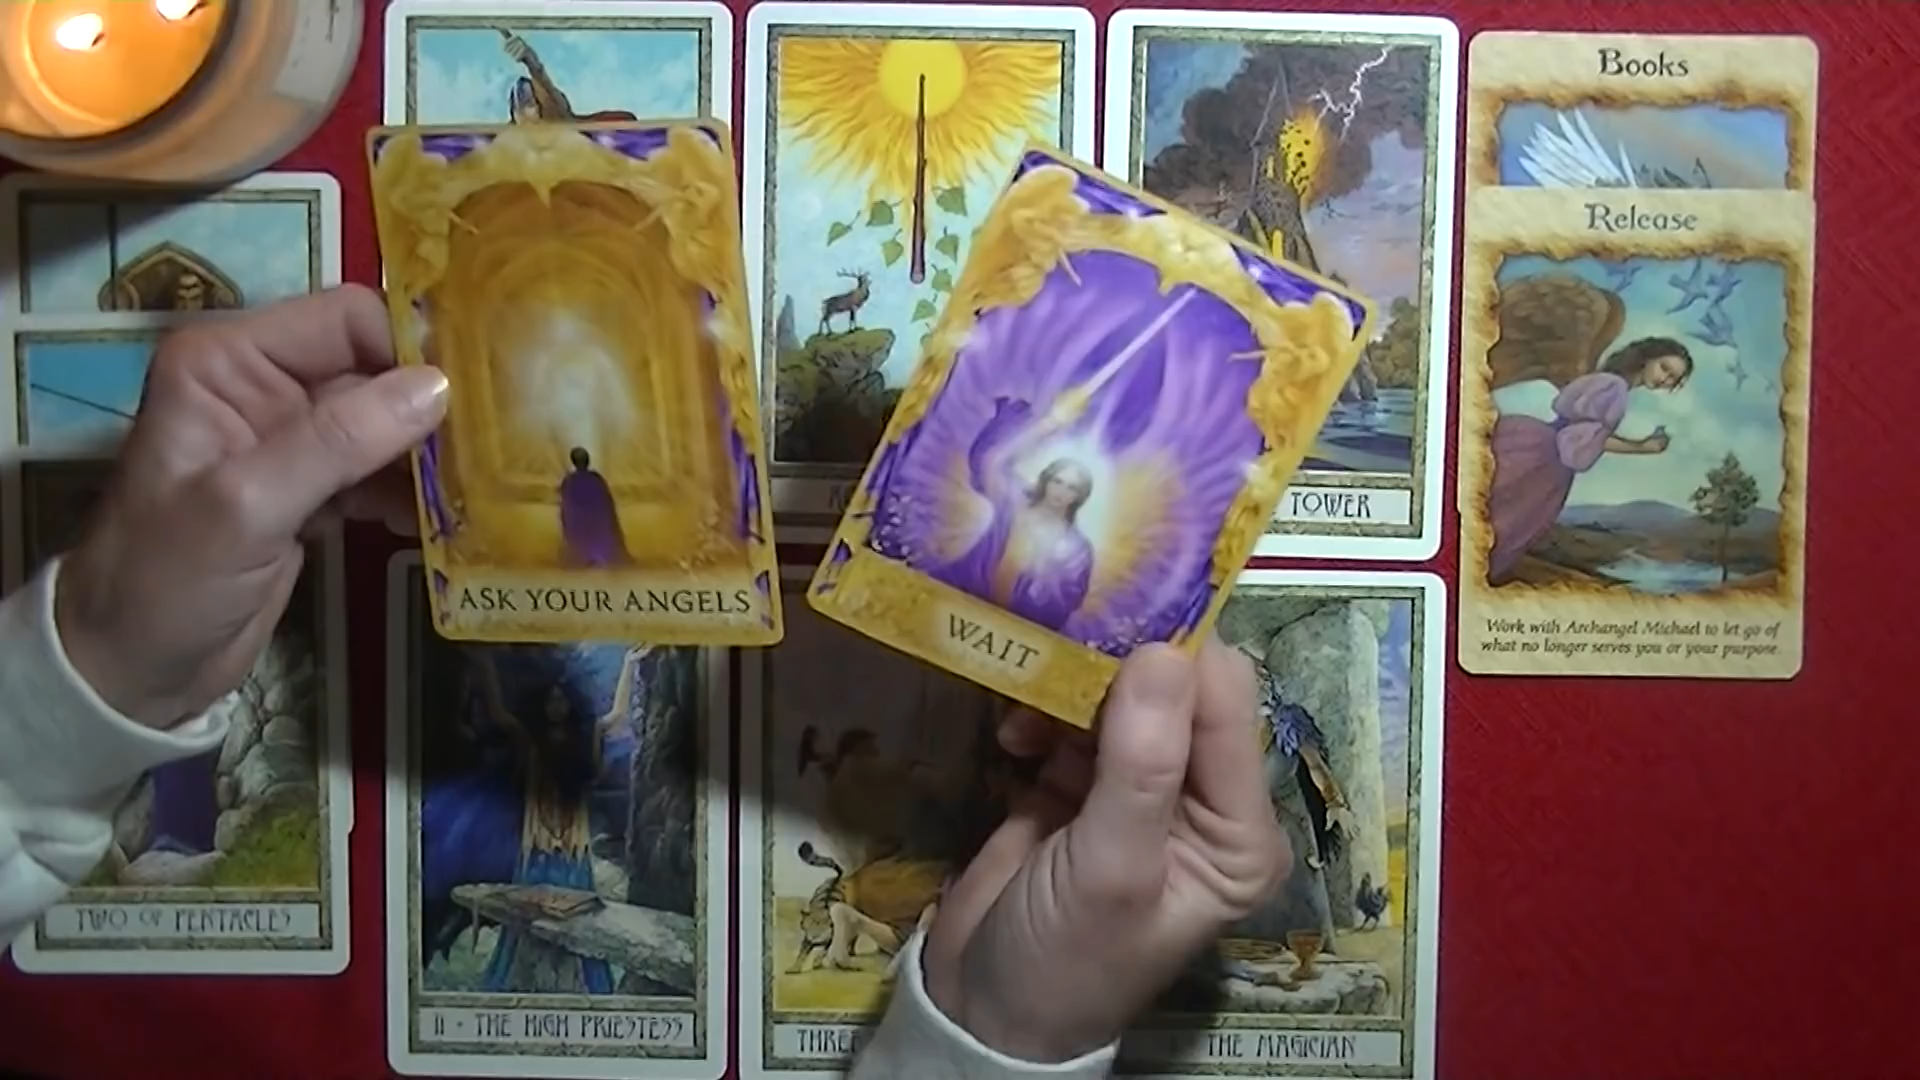 Books
Release
TOWER
ASK YOUR ANGELS
WAIT
Work with Archangel Michael to let go of
what no longer serves you or your purpose.
TWO OF PENTACLES
II - THE HIGH PRIESTESS
THREE
THE MAGICIAN